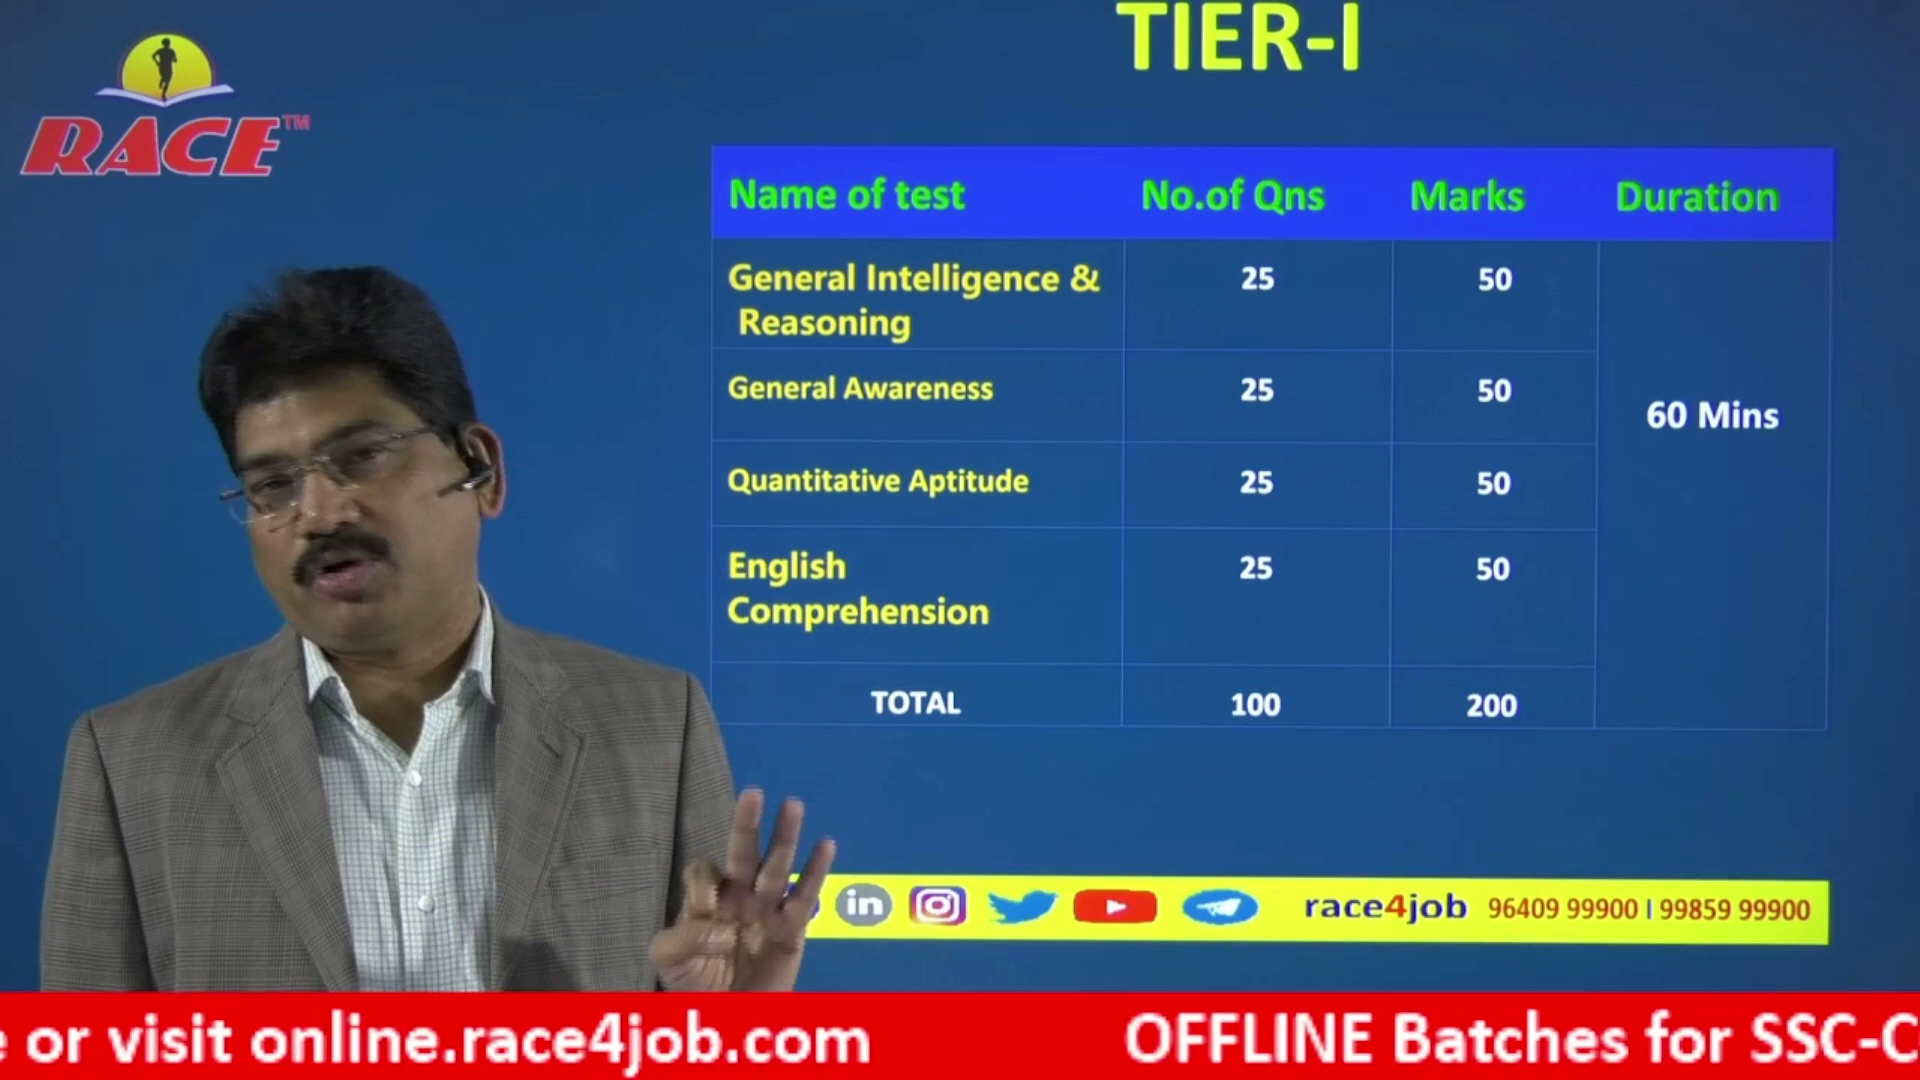 TIER-I
RACE™
Name of test No.of Qns Marks Duration
General Intelligence & 25 50
Reasoning
General Awareness 25 50
60 Mins
Quantitative Aptitude 25 50
English 25 50
Comprehension
TOTAL 100 200
in race4job 96409 99900 I 99859 99900
or visit online.race4job.com OFFLINE Batches for SSC-C